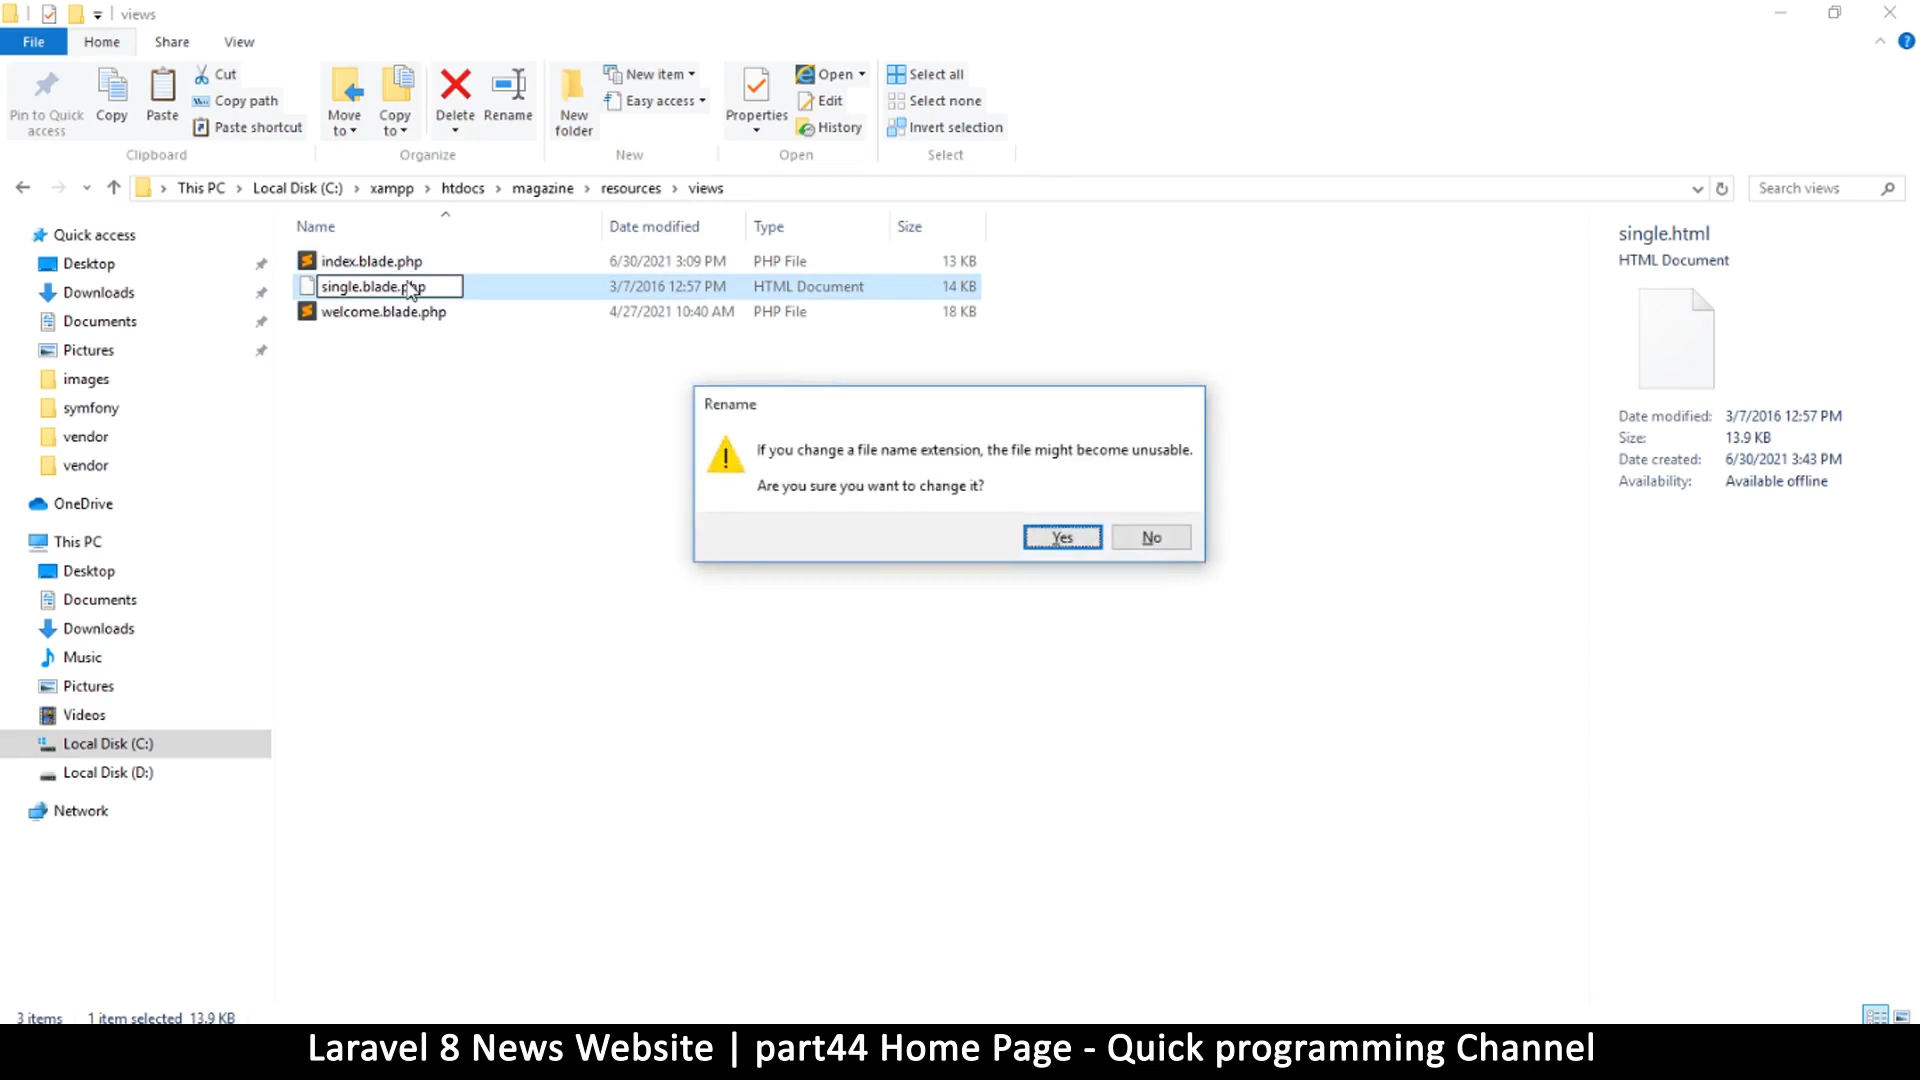 views
File
Home
Share
View
Pin to Quick access
Copy
Paste
Cut
Copy path
Paste shortcut
Clipboard
Move to
Copy to
Delete
Rename
Organize
New folder
New item
Easy access
New
Properties
Open
Edit
History
Open
Select all
Select none
Invert selection
Select
This PC > Local Disk (C:) > xampp > htdocs > magazine > resources > views
Search views
Name Date modified Type Size
index.blade.php 6/30/2021 3:09 PM PHP File 13 KB
single.blade.php 3/7/2016 12:57 PM HTML Document 14 KB
welcome.blade.php 4/27/2021 10:40 AM PHP File 18 KB
Quick access
Desktop
Downloads
Documents
Pictures
images
symfony
vendor
vendor
OneDrive
This PC
Desktop
Documents
Downloads
Music
Pictures
Videos
Local Disk (C:)
Local Disk (D:)
Network
Rename
If you change a file name extension, the file might become unusable.
Are you sure you want to change it?
Yes
No
single.html
HTML Document
Date modified: 3/7/2016 12:57 PM
Size: 13.9 KB
Date created: 6/30/2021 3:43 PM
Availability: Available offline
3 items 1 item selected 13.9 KB
Laravel 8 News Website | part44 Home Page - Quick programming Channel